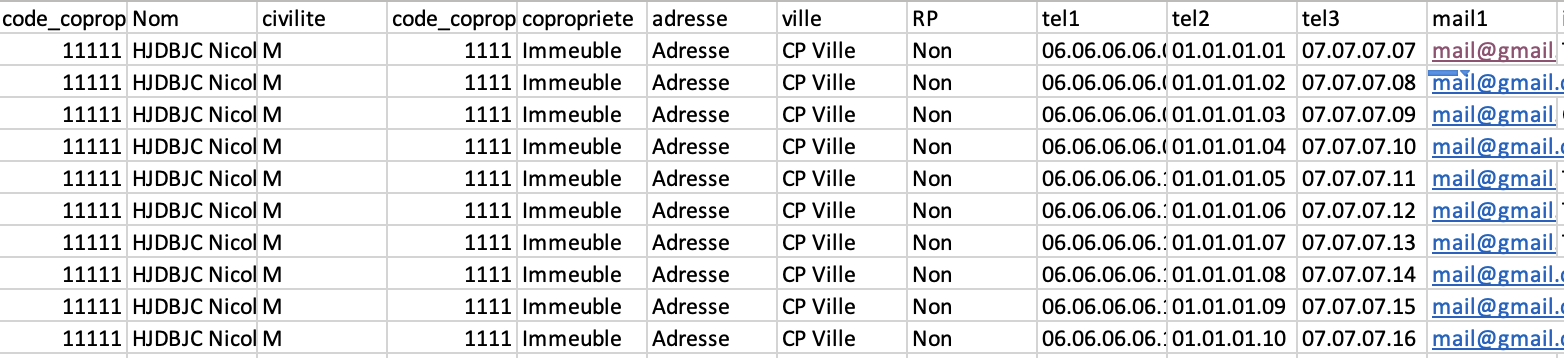 code_coprop Nom civilite code_coprop copropriete adresse ville RP tel1 tel2 tel3 mail1
11111 HJDBJC Nicol M 1111 Immeuble Adresse CP Ville Non 06.06.06.06.0 01.01.01.01 07.07.07.07 mail@gmail.
11111 HJDBJC Nicol M 1111 Immeuble Adresse CP Ville Non 06.06.06.06.0 01.01.01.02 07.07.07.08 mail@gmail.c
11111 HJDBJC Nicol M 1111 Immeuble Adresse CP Ville Non 06.06.06.06.0 01.01.01.03 07.07.07.09 mail@gmail
11111 HJDBJC Nicol M 1111 Immeuble Adresse CP Ville Non 06.06.06.06.0 01.01.01.04 07.07.07.10 mail@gmail.c
11111 HJDBJC Nicol M 1111 Immeuble Adresse CP Ville Non 06.06.06.06.1 01.01.01.05 07.07.07.11 mail@gmail
11111 HJDBJC Nicol M 1111 Immeuble Adresse CP Ville Non 06.06.06.06.1 01.01.01.06 07.07.07.12 mail@gmail
11111 HJDBJC Nicol M 1111 Immeuble Adresse CP Ville Non 06.06.06.06.1 01.01.01.07 07.07.07.13 mail@gmail.
11111 HJDBJC Nicol M 1111 Immeuble Adresse CP Ville Non 06.06.06.06.1 01.01.01.08 07.07.07.14 mail@gmail.c
11111 HJDBJC Nicol M 1111 Immeuble Adresse CP Ville Non 06.06.06.06.1 01.01.01.09 07.07.07.15 mail@gmail.c
11111 HJDBJC Nicol M 1111 Immeuble Adresse CP Ville Non 06.06.06.06.1 01.01.01.10 07.07.07.16 mail@gmail.c